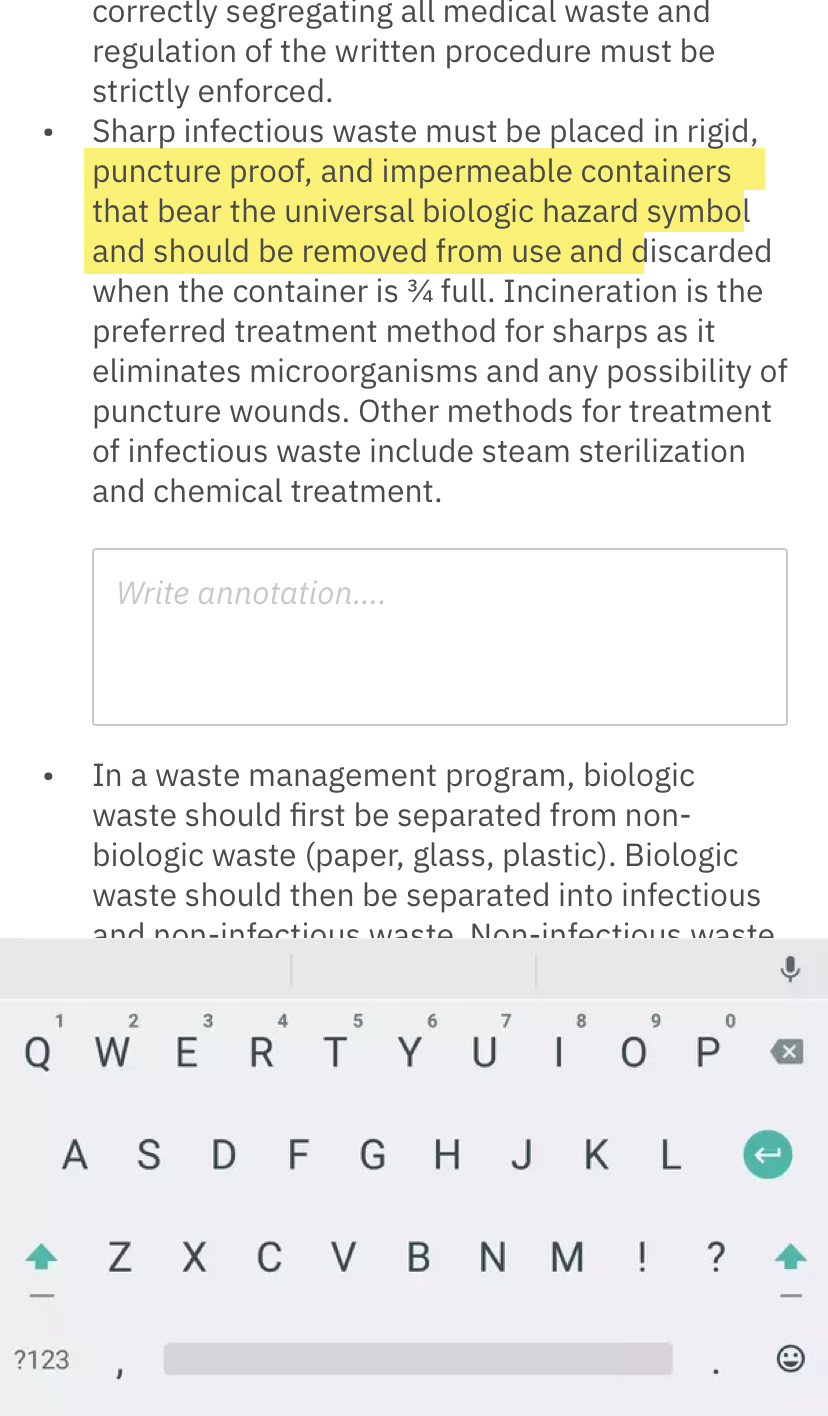 correctly segregating all medical waste and
regulation of the written procedure must be
strictly enforced.
• Sharp infectious waste must be placed in rigid,
puncture proof, and impermeable containers
that bear the universal biologic hazard symbol
and should be removed from use and discarded
when the container is ¾ full. Incineration is the
preferred treatment method for sharps as it
eliminates microorganisms and any possibility of
puncture wounds. Other methods for treatment
of infectious waste include steam sterilization
and chemical treatment.
Write annotation....
• In a waste management program, biologic
waste should first be separated from non-
biologic waste (paper, glass, plastic). Biologic
waste should then be separated into infectious
and non-infectious waste. Non-infectious waste
1 2 3 4 5 6 7 8 9 0
Q W E R T Y U I O P
A S D F G H J K L
Z X C V B N M ! ?
?123 , .